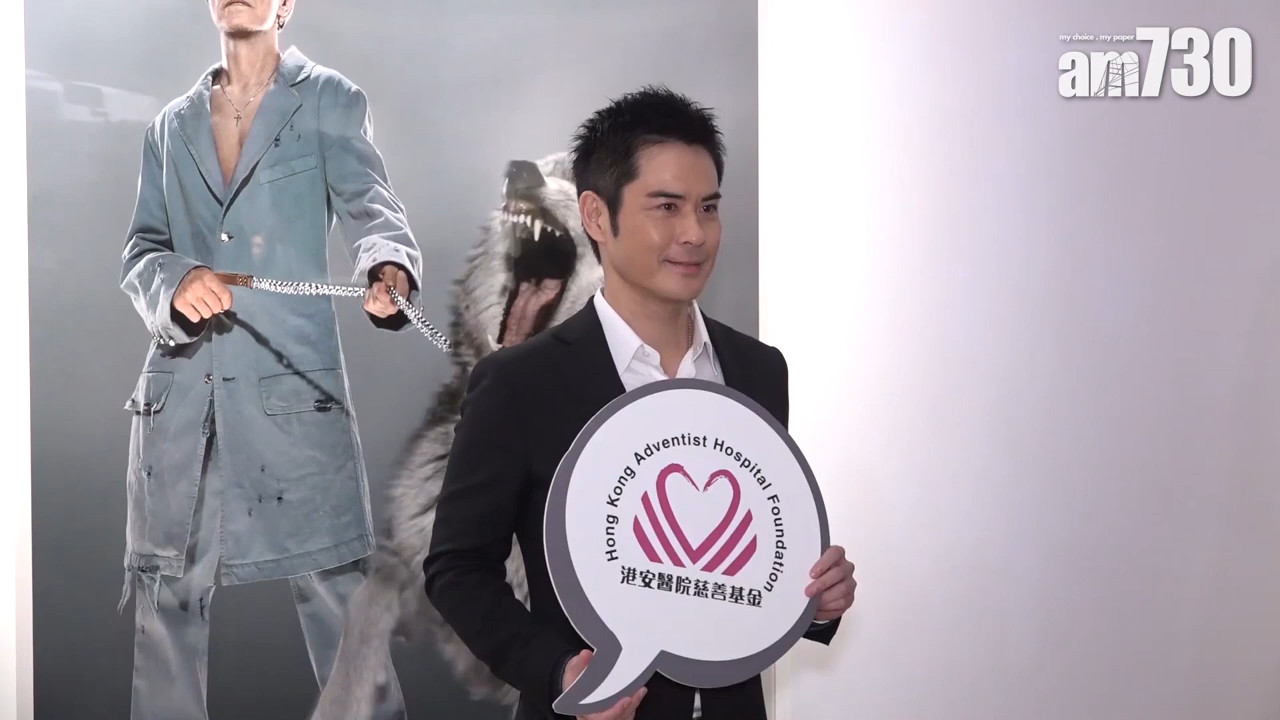 my choice . my paper
am730
Hong Kong Adventist Hospital Foundation
港安醫院慈善基金